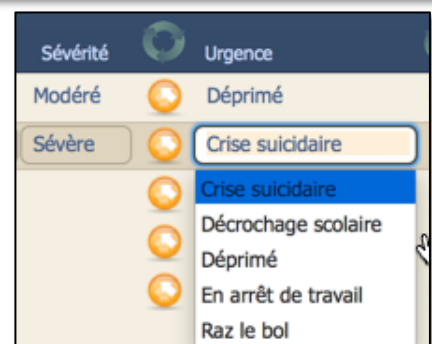 Sévérité Urgence
Modéré Déprimé
Sévère Crise suicidaire
Crise suicidaire
Décrochage scolaire
Déprimé
En arrêt de travail
Raz le bol